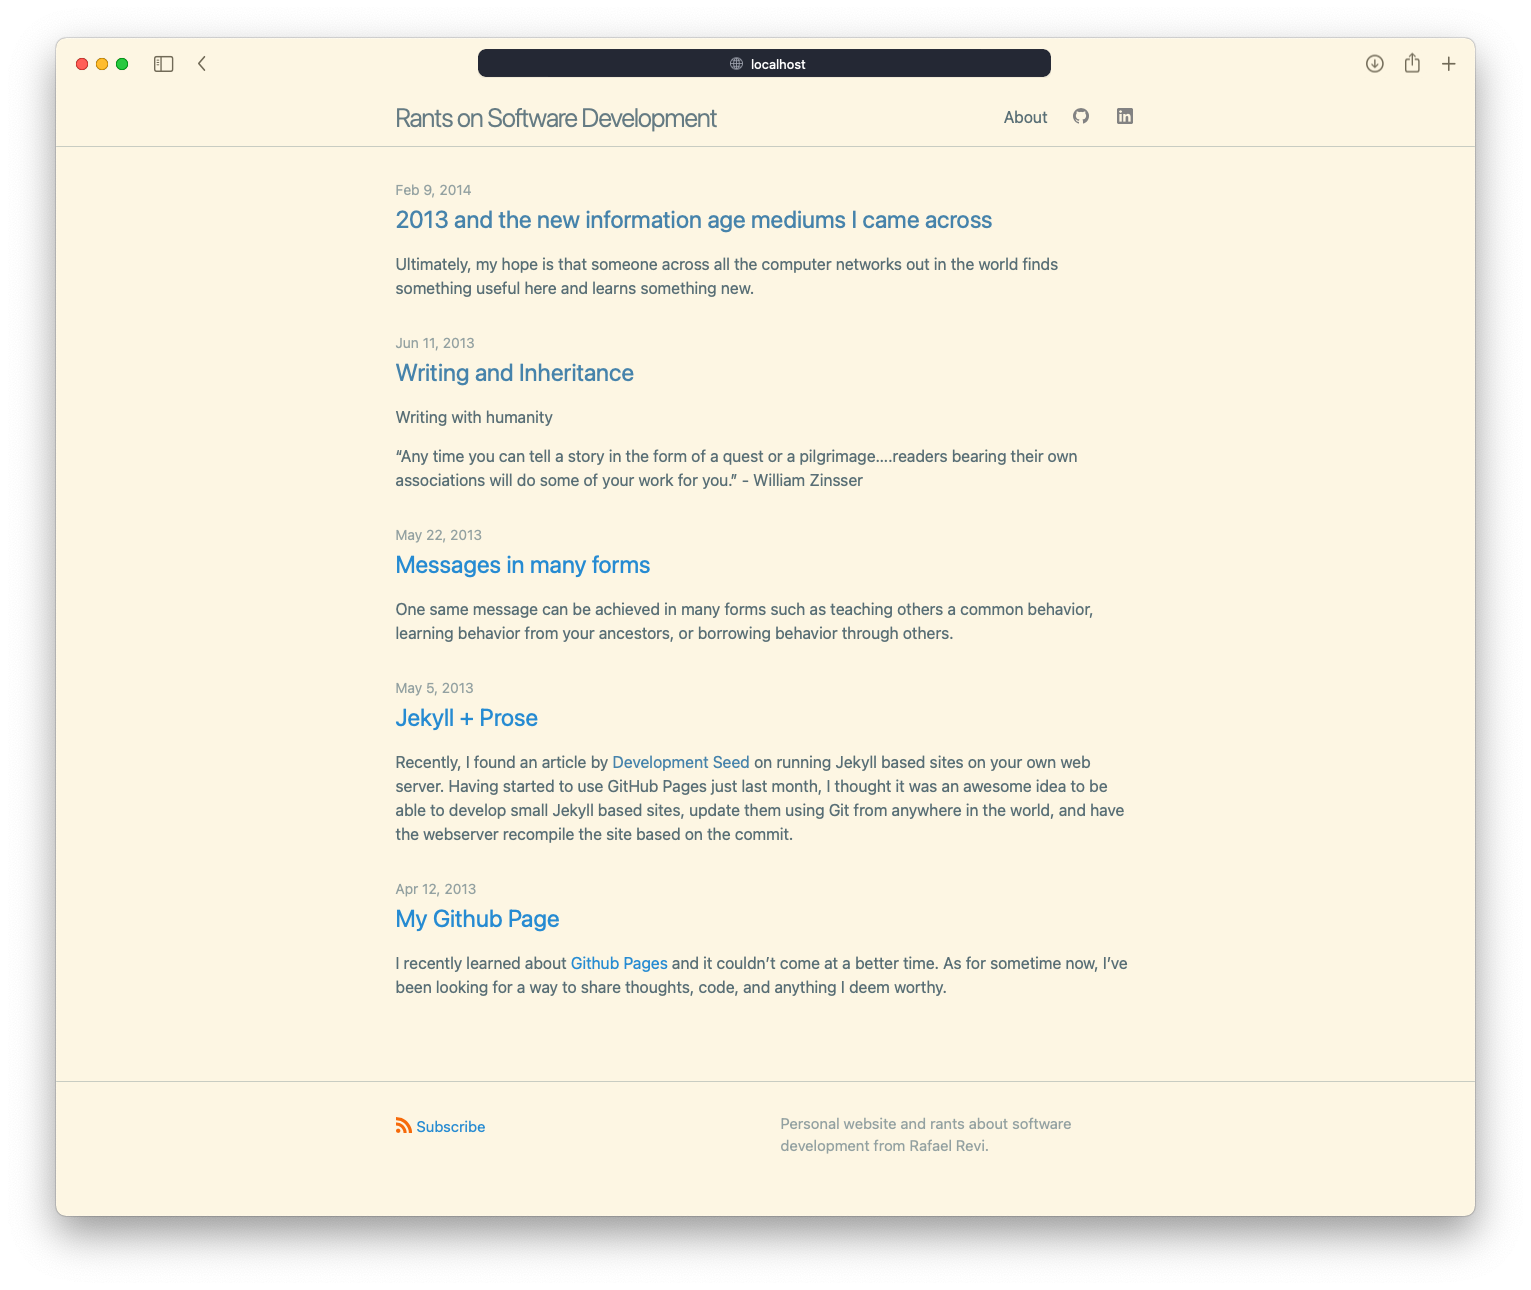 localhost
Rants on Software Development
About
Feb 9, 2014
2013 and the new information age mediums I came across
Ultimately, my hope is that someone across all the computer networks out in the world finds
something useful here and learns something new.
Jun 11, 2013
Writing and Inheritance
Writing with humanity
“Any time you can tell a story in the form of a quest or a pilgrimage….readers bearing their own
associations will do some of your work for you.” - William Zinsser
May 22, 2013
Messages in many forms
One same message can be achieved in many forms such as teaching others a common behavior,
learning behavior from your ancestors, or borrowing behavior through others.
May 5, 2013
Jekyll + Prose
Recently, I found an article by Development Seed on running Jekyll based sites on your own web
server. Having started to use GitHub Pages just last month, I thought it was an awesome idea to be
able to develop small Jekyll based sites, update them using Git from anywhere in the world, and have
the webserver recompile the site based on the commit.
Apr 12, 2013
My Github Page
I recently learned about Github Pages and it couldn’t come at a better time. As for sometime now, I’ve
been looking for a way to share thoughts, code, and anything I deem worthy.
Subscribe
Personal website and rants about software
development from Rafael Revi.